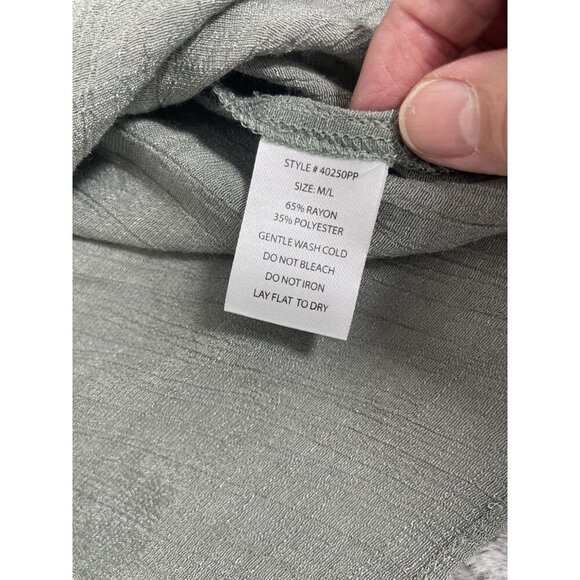 STYLE # 40250PP
SIZE: M/L
65% RAYON
35% POLYESTER
GENTLE WASH COLD
DO NOT BLEACH
DO NOT IRON
LAY FLAT TO DRY